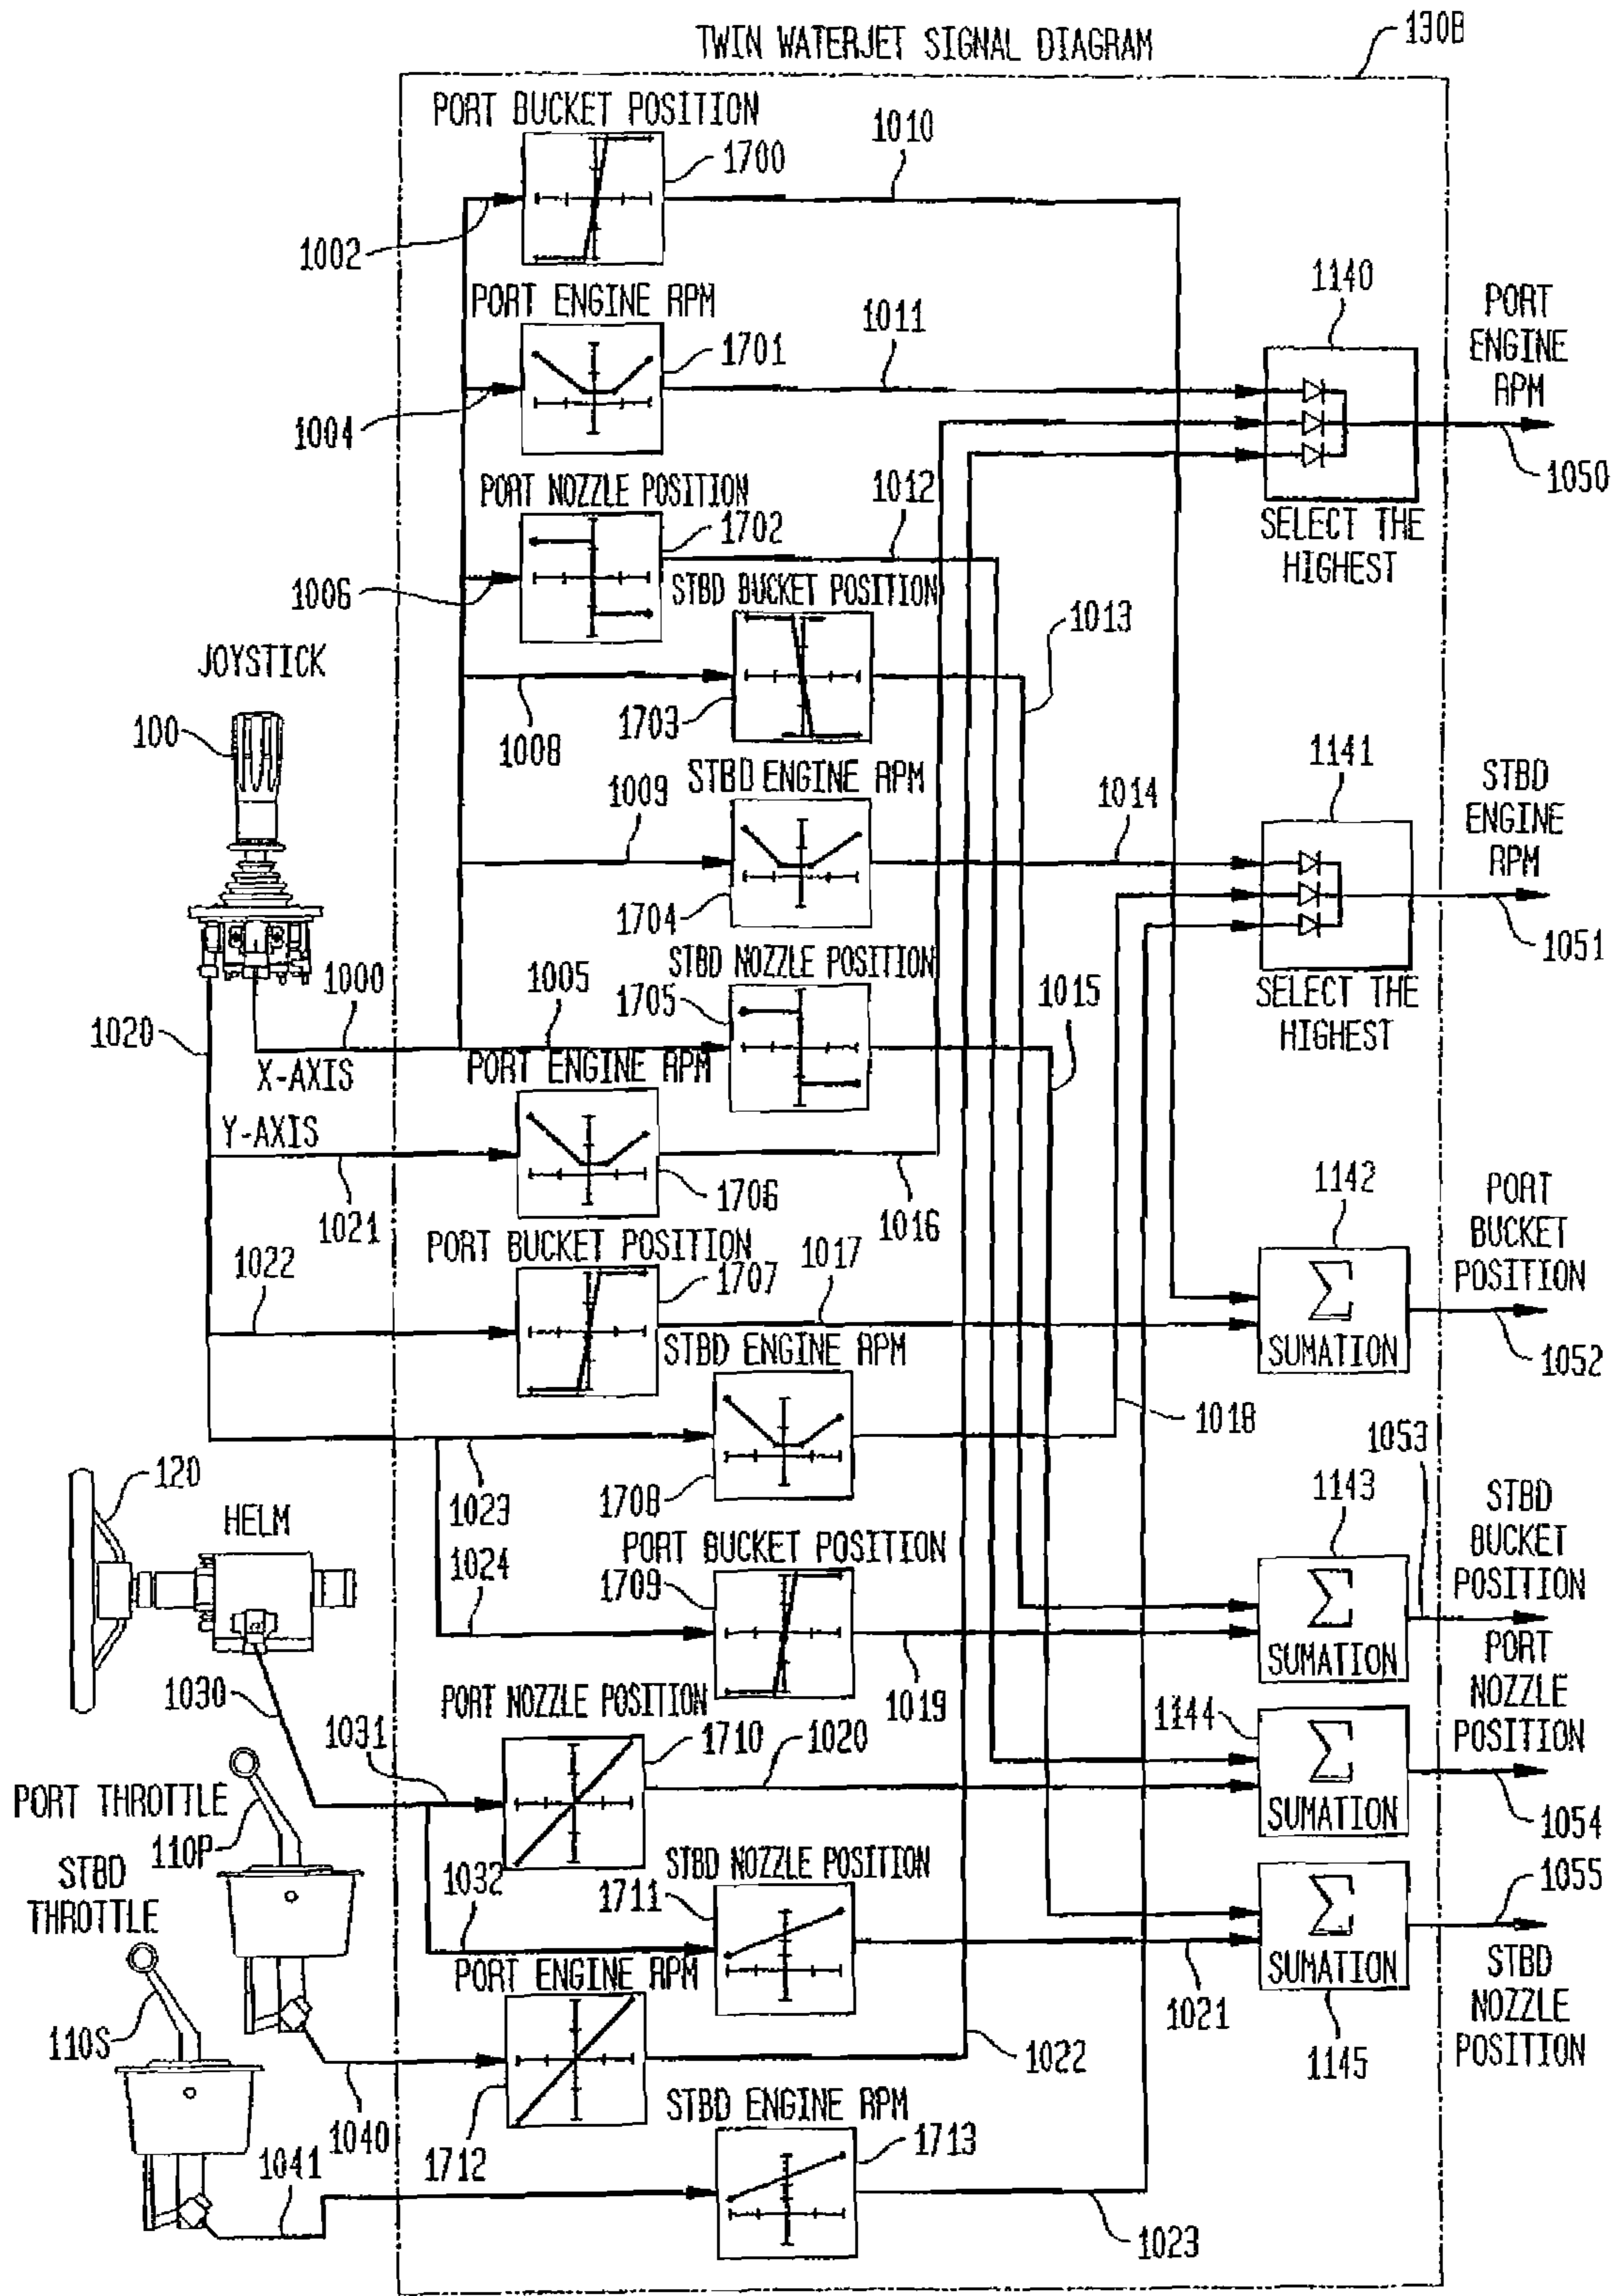 TWIN WATERJET SIGNAL DIAGRAM
130B
PORT BUCKET POSITION
1700
1010
1002
PORT ENGINE RPM
1701
1011
1004
1140
PORT
ENGINE
RPM
1050
SELECT THE
HIGHEST
PORT NOZZLE POSITION
1702
1012
1006
STBD BUCKET POSITION
1013
1703
1008
JOYSTICK
100
STBD ENGINE RPM
1009
1704
1014
1141
STBD
ENGINE
RPM
1051
SELECT THE
HIGHEST
STBD NOZZLE POSITION
1000
1005
1705
1015
1020
X-AXIS
PORT ENGINE RPM
Y-AXIS
1021
1706
1016
PORT BUCKET POSITION
1022
1707
1017
1142
PORT
BUCKET
POSITION
Σ
SUMATION
1052
STBD ENGINE RPM
1018
1023
1708
120
HELM
PORT BUCKET POSITION
1024
1709
1019
1143
1053
STBD
BUCKET
POSITION
Σ
SUMATION
1030
PORT NOZZLE POSITION
1031
1710
1020
1144
PORT
NOZZLE
POSITION
Σ
SUMATION
1054
PORT THROTTLE
110P
STBD
THROTTLE
110S
STBD NOZZLE POSITION
1032
1711
1021
Σ
SUMATION
1145
1055
STBD
NOZZLE
POSITION
PORT ENGINE RPM
1040
1712
1022
STBD ENGINE RPM
1041
1713
1023